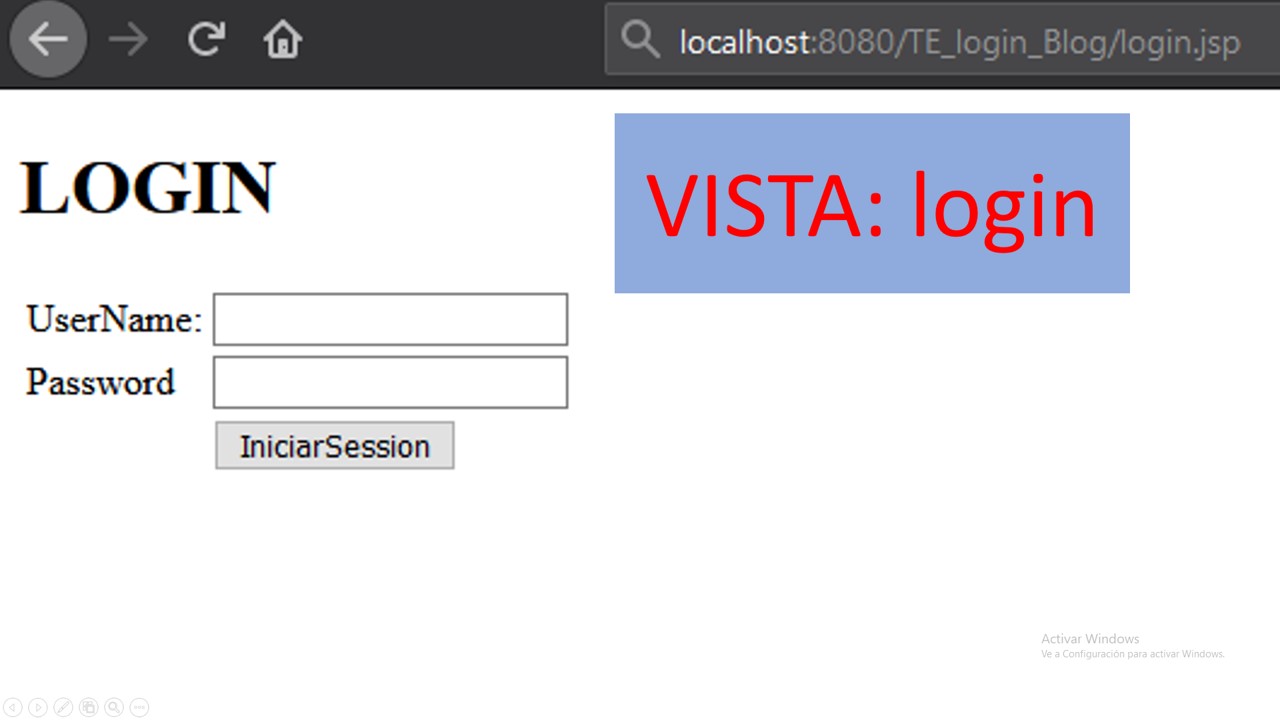 localhost:8080/TE_login_Blog/login.jsp
LOGIN
VISTA: login
UserName:
Password
IniciarSession
Activar Windows
Ve a Configuración para activar Windows.